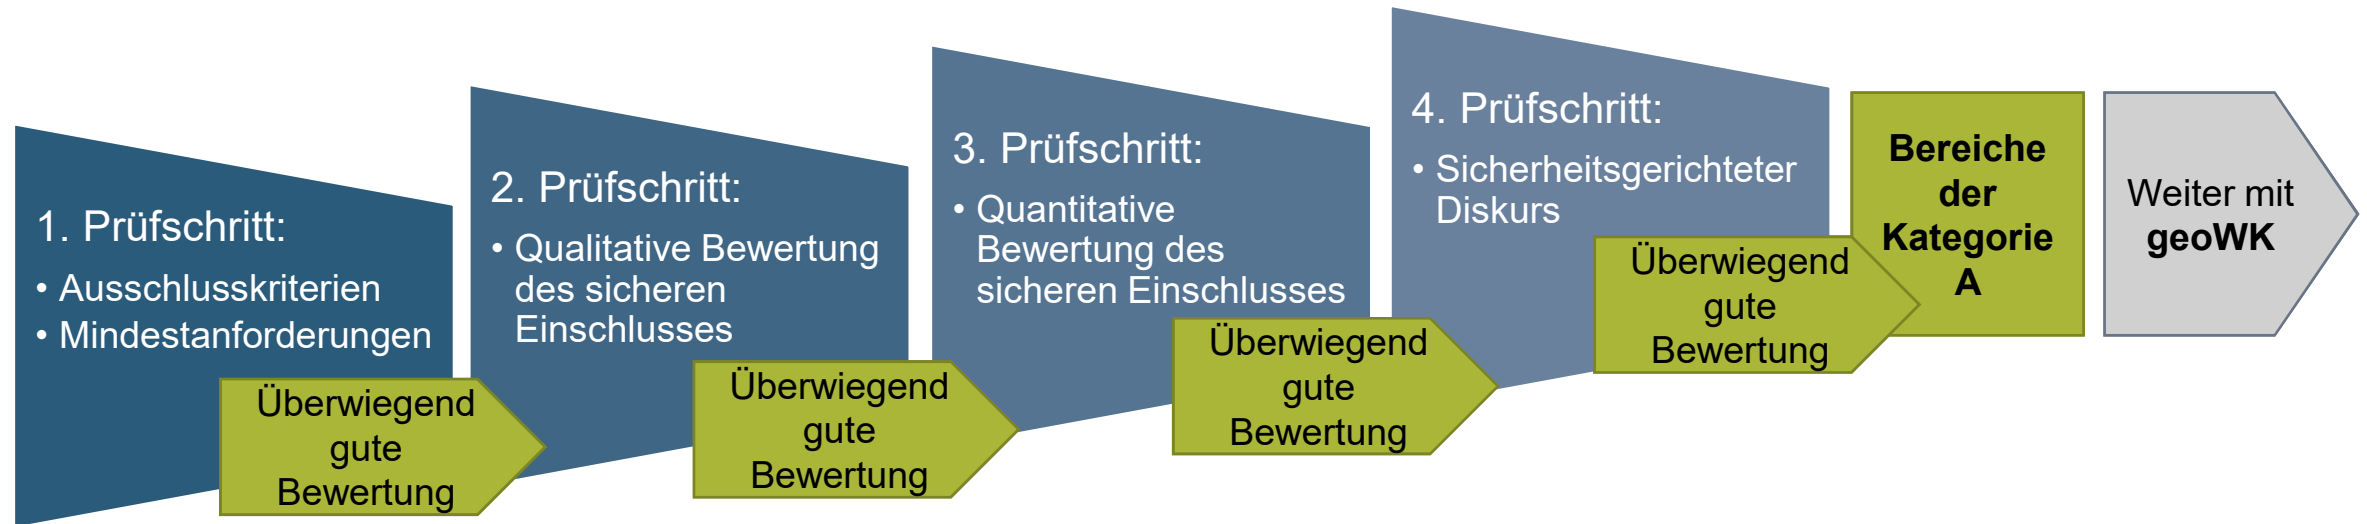 1. Prüfschritt:
• Ausschlusskriterien
• Mindestanforderungen
Überwiegend
gute
Bewertung
2. Prüfschritt:
• Qualitative Bewertung
des sicheren
Einschlusses
Überwiegend
gute
Bewertung
3. Prüfschritt:
• Quantitative
Bewertung des
sicheren Einschlusses
Überwiegend
gute
Bewertung
4. Prüfschritt:
• Sicherheitsgerichteter
Diskurs
Überwiegend
gute
Bewertung
Bereiche
der
Kategorie
A
Weiter mit
geoWK